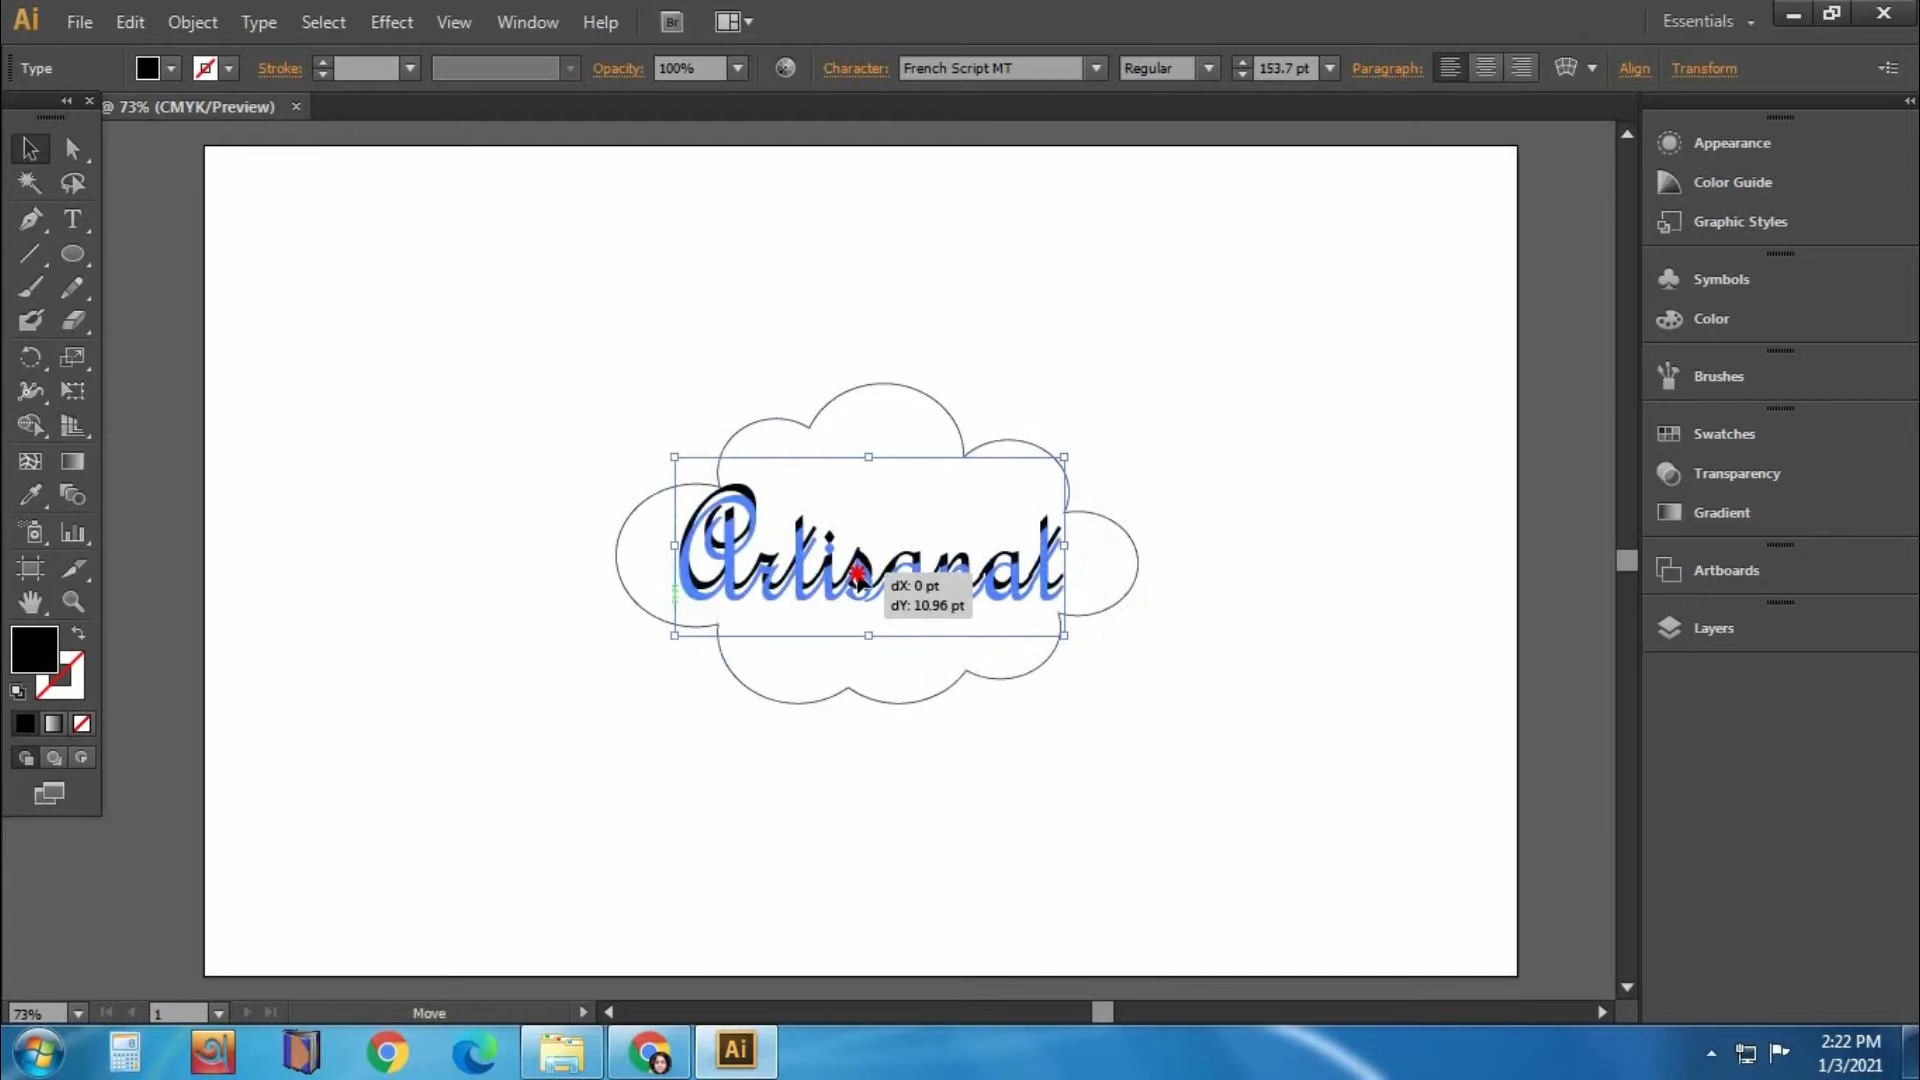 Ai File Edit Object Type Select Effect View Window Help Br Essentials
Type Stroke: Opacity: 100% Character: French Script MT Regular 153.7 pt Paragraph: Align Transform
@ 73% (CMYK/Preview)
Appearance
Color Guide
Graphic Styles
Symbols
Color
Brushes
Swatches
Transparency
Gradient
Artboards
Layers
Artisanat
dX: 0 pt
dY: 10.96 pt
73% 1 Move
Ai
2:22 PM
1/3/2021